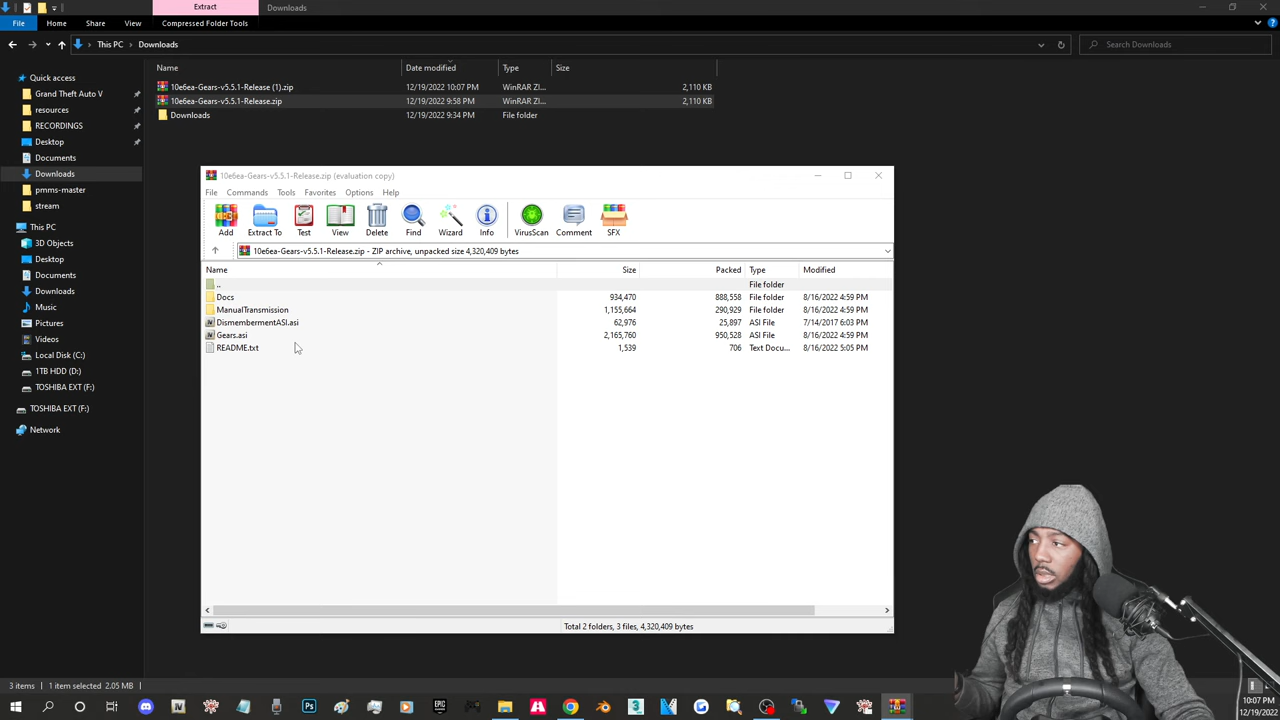 Extract
Downloads
File
Home
Share
View
Compressed Folder Tools
This PC
Downloads
Search Downloads
Quick access
Grand Theft Auto V
resources
RECORDINGS
Desktop
Documents
Downloads
pmms-master
stream
This PC
3D Objects
Desktop
Documents
Downloads
Music
Pictures
Videos
Local Disk (C:)
1TB HDD (D:)
TOSHIBA EXT (F:)
TOSHIBA EXT (F:)
Network
Name Date modified Type Size
10e6ea-Gears-v5.5.1-Release (1).zip 12/19/2022 10:07 PM WinRAR ZI... 2,110 KB
10e6ea-Gears-v5.5.1-Release.zip 12/19/2022 9:58 PM WinRAR ZI... 2,110 KB
Downloads 12/19/2022 9:34 PM File folder
10e6ea-Gears-v5.5.1-Release.zip (evaluation copy)
File Commands Tools Favorites Options Help
Add Extract To Test View Delete Find Wizard Info VirusScan Comment SFX
10e6ea-Gears-v5.5.1-Release.zip - ZIP archive, unpacked size 4,320,409 bytes
Name Size Packed Type Modified
.. File folder
Docs 934,470 888,558 File folder 8/16/2022 4:59 PM
ManualTransmission 1,155,664 290,929 File folder 8/16/2022 4:59 PM
DismembermentASI.asi 62,976 25,897 ASI File 7/14/2017 6:03 PM
Gears.asi 2,165,760 950,528 ASI File 8/16/2022 4:59 PM
README.txt 1,539 706 Text Docu... 8/16/2022 5:05 PM
Total 2 folders, 3 files, 4,320,409 bytes
3 items 1 item selected 2.05 MB
10:07 PM
12/19/2022